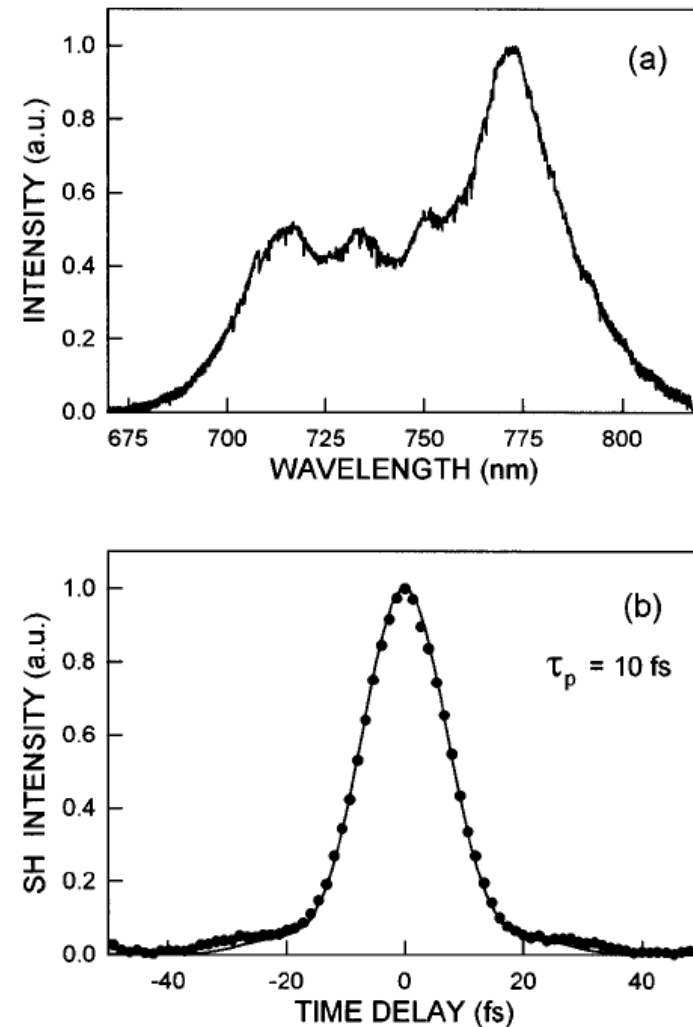 (a)
INTENSITY (a.u.)
1.0
0.8
0.6
0.4
0.2
0.0
675 700 725 750 775 800
WAVELENGTH (nm)
(b)
τp = 10 fs
SH INTENSITY (a.u.)
1.0
0.8
0.6
0.4
0.2
0.0
-40 -20 0 20 40
TIME DELAY (fs)